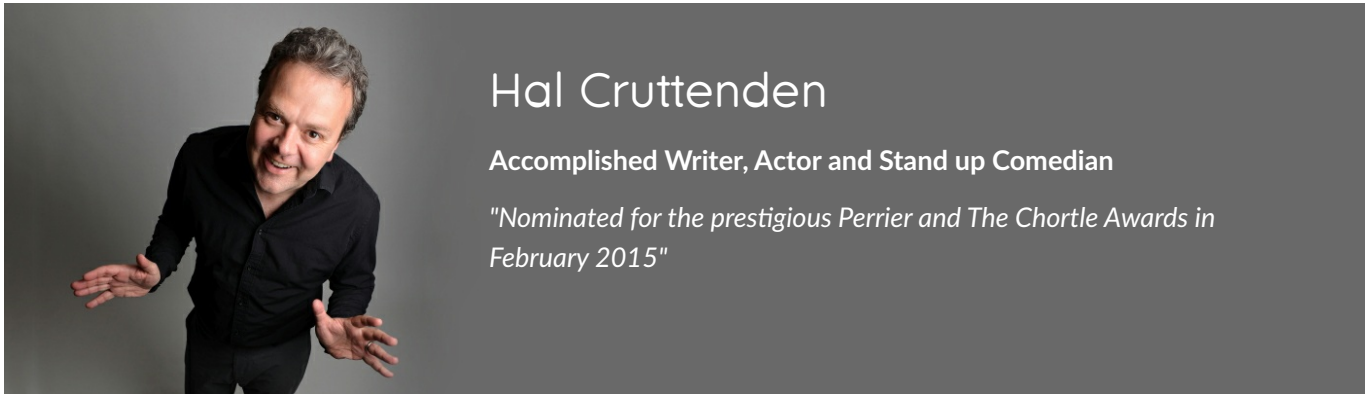 Hal Cruttenden
Accomplished Writer, Actor and Stand up Comedian
"Nominated for the prestigious Perrier and The Chortle Awards in
February 2015"